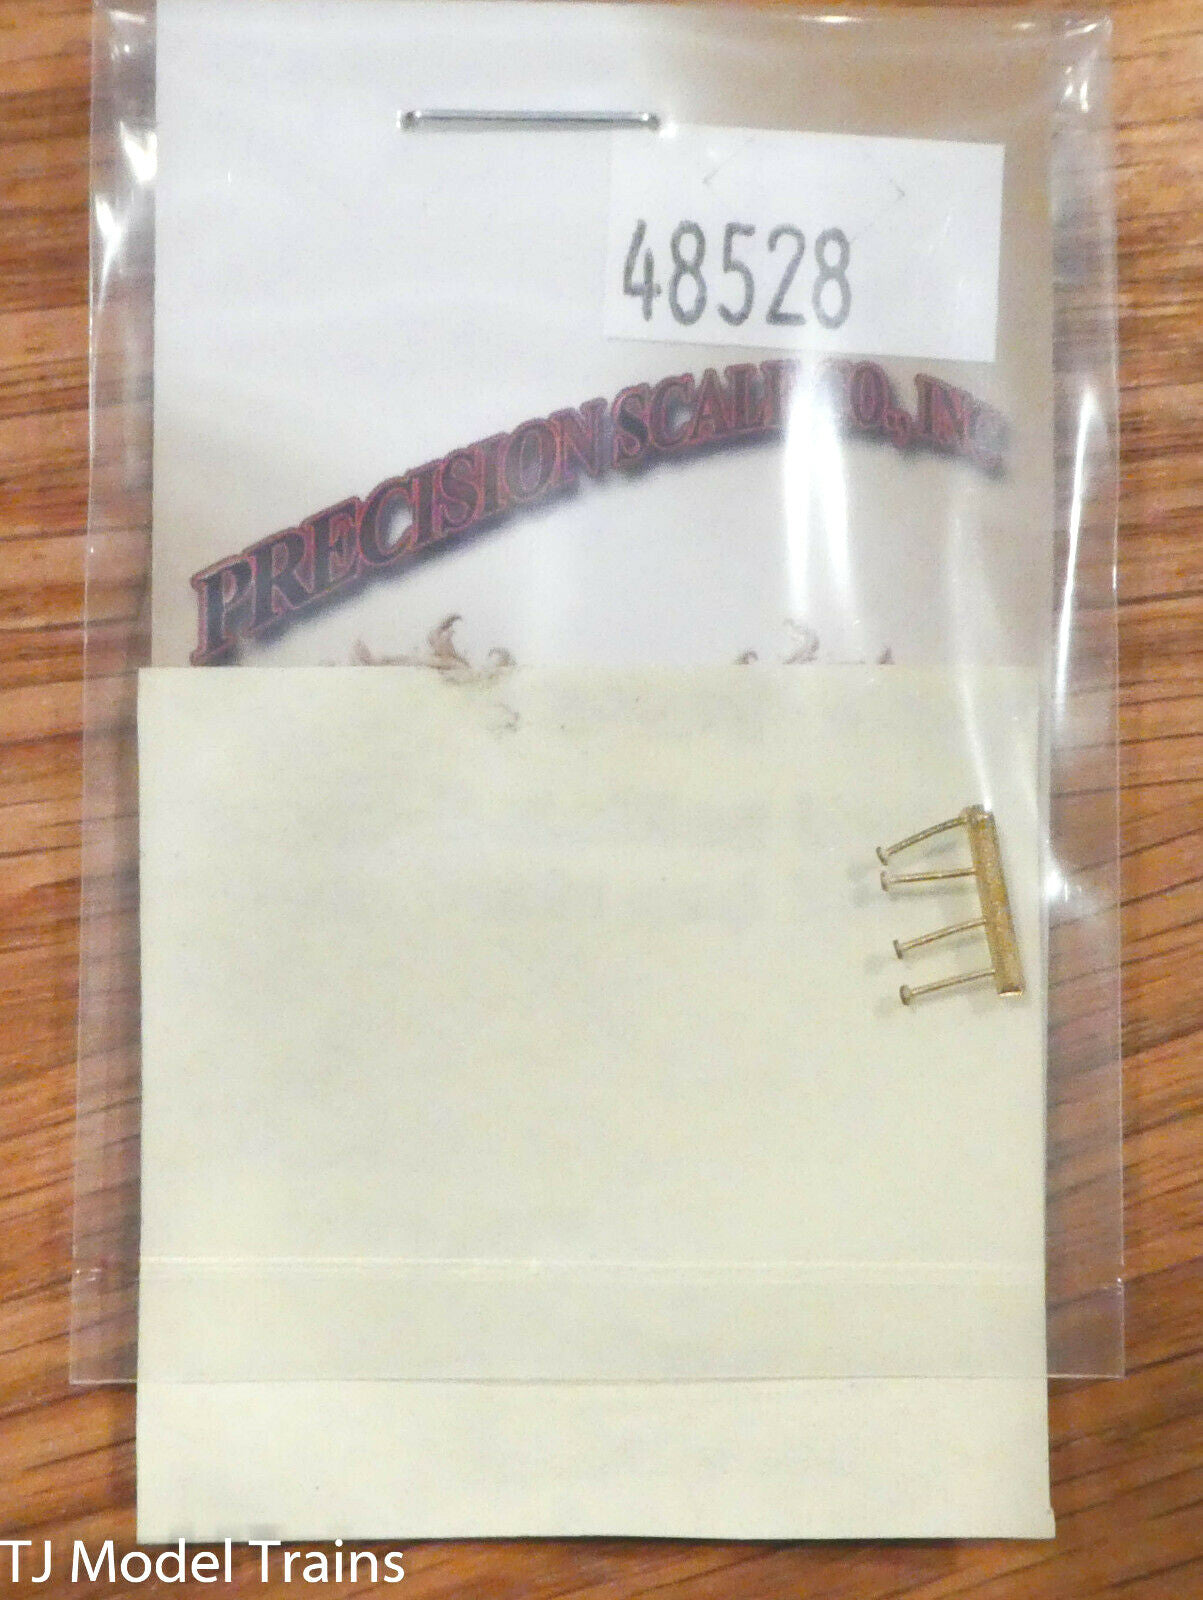 48528
PRECISION SCALE CO., INC.
TJ Model Trains